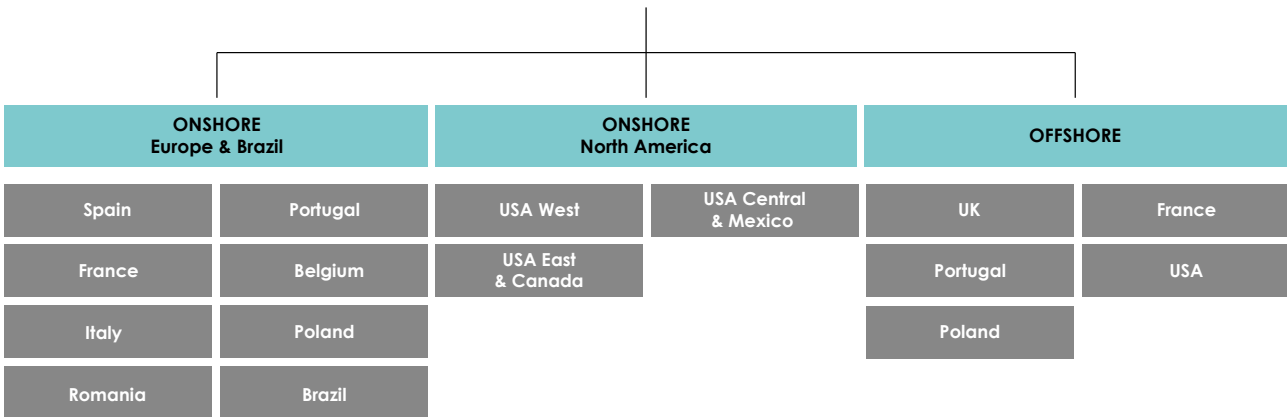 ONSHORE
Europe & Brazil
ONSHORE
North America
OFFSHORE
Spain
Portugal
USA West
USA Central
& Mexico
UK
France
France
Belgium
USA East
& Canada
Portugal
USA
Italy
Poland
Poland
Romania
Brazil